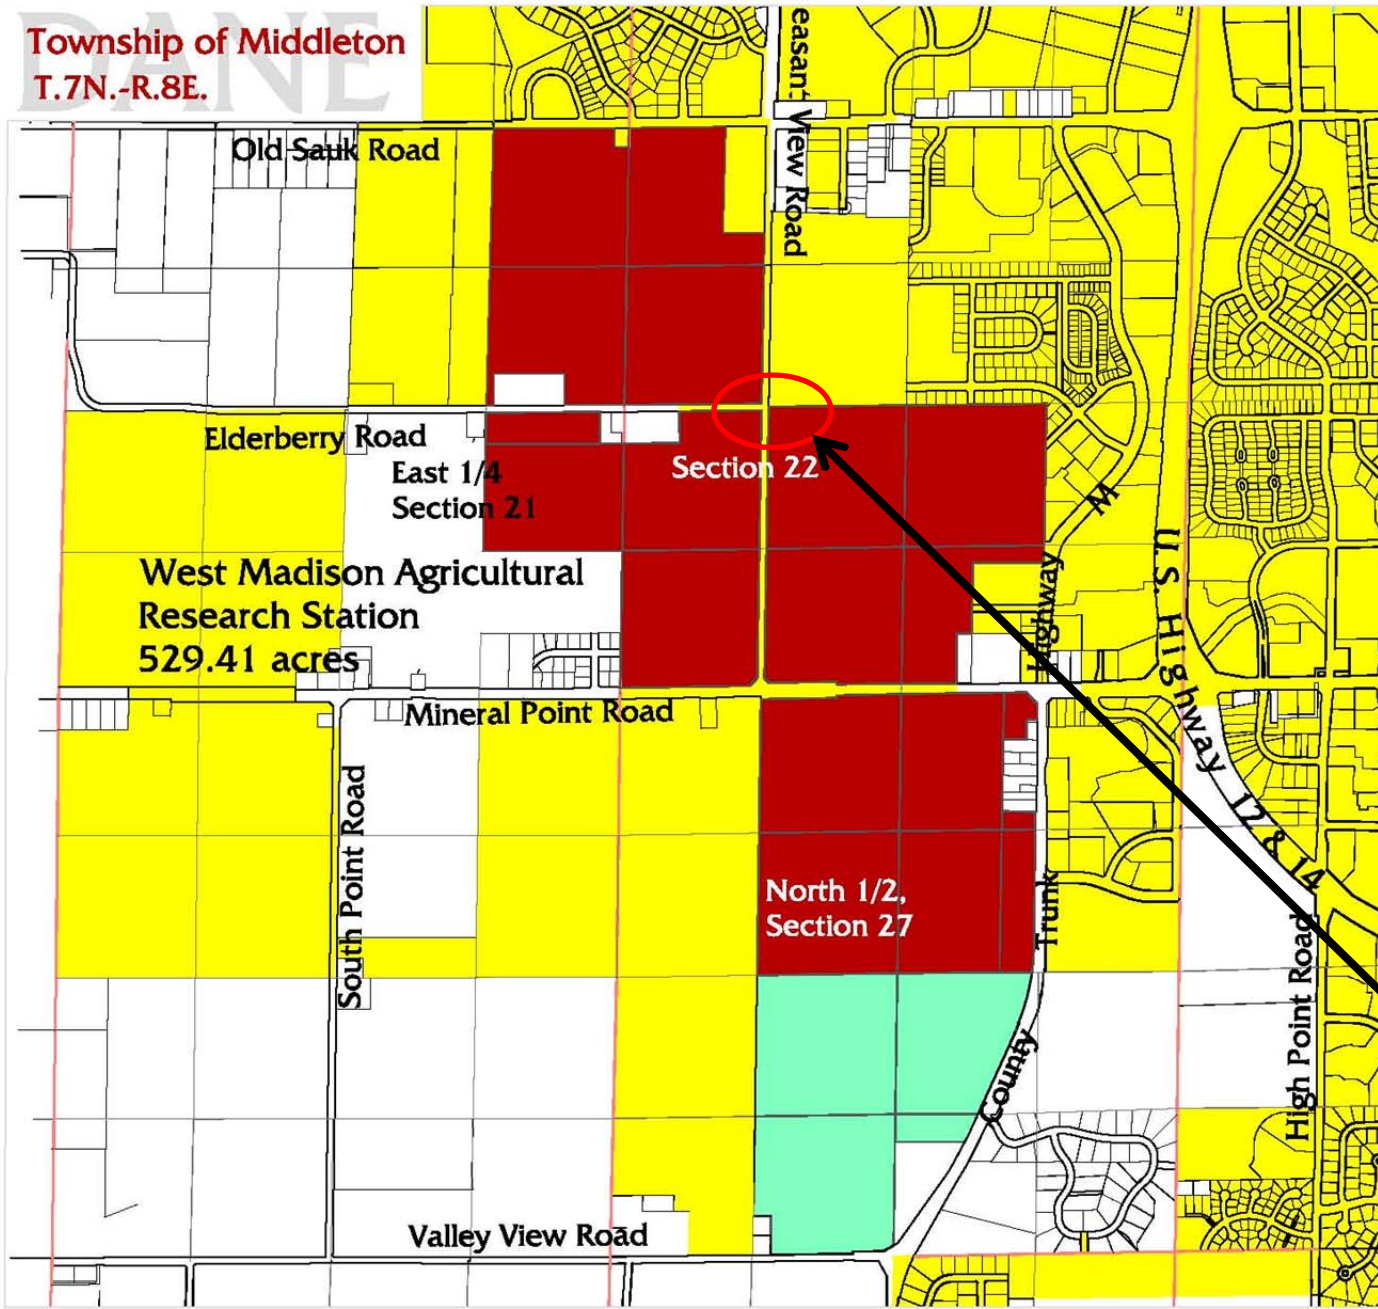 DANE
Township of Middleton
T.7N.-R.8E.
easant View Road
Old Sauk Road
Elderberry Road
East 1/4
Section 21
Section 22
M
U.S. Highway 12 & 14
West Madison Agricultural
Research Station
529.41 acres
Highway
Mineral Point Road
South Point Road
North 1/2,
Section 27
Trunk
High Point Road
County
Valley View Road